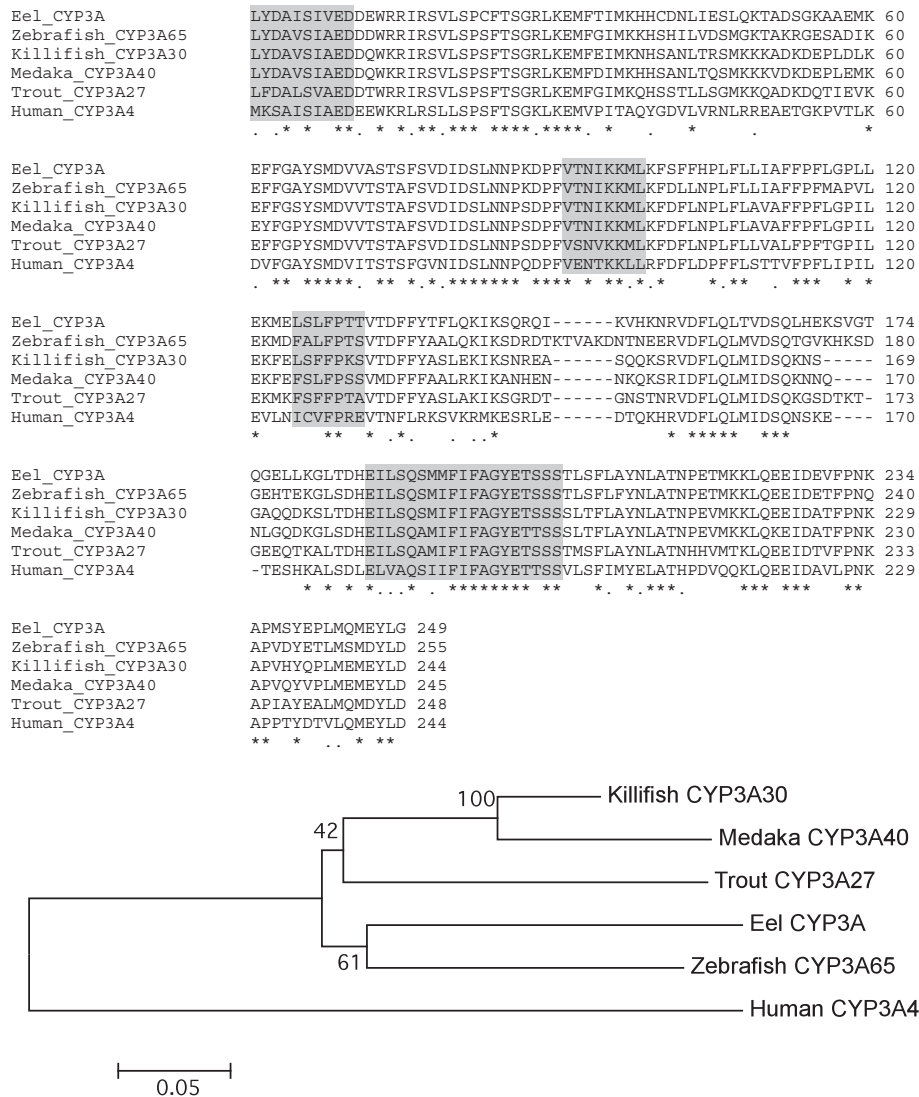 Eel_CYP3A LYDAISIVEDDEWRRIRSVLSPCFTSGRLKEMFTIMKHHCDNLIESLQKTADSGKAAEMK 60
Zebrafish_CYP3A65 LYDAVSIAEDDDWRRIRSVLSPSFTSGRLKEMFGIMKKHSHILVDSMGKTAKRGESADIK 60
Killifish_CYP3A30 LYDAVSIAEDDQWKRIRSVLSPSFTSGRLKEMFEIMKNHSANLTRSMKKKADKDEPLDLK 60
Medaka_CYP3A40 LYDAVSIAEDDQWKRIRSVLSPSFTSGRLKEMFDIMKHHSANLTQSMKKKVDKDEPLEMK 60
Trout_CYP3A27 LFDALSVAEDDTWRRIRSVLSPSFTSGRLKEMFGIMKQHSSTLLSGMKKQADKDQTIEVK 60
Human_CYP3A4 MKSAISIAEDEEWKRLRSLLSPSFTSGKLKEMVPITAQYGDVLVRNLRREAETGKPVTLK 60
. .* * **. * *.**. *** ****.****. * . * . *
Eel_CYP3A EFFGAYSMDVVASTSFSVDIDSLNNPKDPFVTNIKKMLKFSFFHPLFLLIAFFPFLGPLL 120
Zebrafish_CYP3A65 EFFGAYSMDVVTSTAFSVDIDSLNNPKDPFVTNIKKMLKFDLLNPLFLLIAFFPFMAPVL 120
Killifish_CYP3A30 EFFGSYSMDVVTSTAFSVDIDSLNNPSDPFVTNIKKMLKFDFLNPLFLAVAFFPFLGPIL 120
Medaka_CYP3A40 EYFGPYSMDVVTSTAFSVDIDSLNNPSDPFVTNIKKMLKFDFLNPLFLAVAFFPFLGPIL 120
Trout_CYP3A27 EFFGPYSMDVVTSTAFSVDIDSLNNPSDPFVSNVKKMLKFDFLNPLFLLVALFPFTGPIL 120
Human_CYP3A4 DVFGAYSMDVITSTSFGVNIDSLNNPQDPFVENTKKLLRFDFLDPFFLSTTVFPFLIPIL 120
. ** *****. ** *.*.******* **** * **.*.* *.** . *** * *
Eel_CYP3A EKMELSLFPTTVTDFFYTFLQKIKSQRQI------KVHKNRVDFLQLTVDSQLHEKSVGT 174
Zebrafish_CYP3A65 EKMDFALFPTSVTDFFYAALQKIKSDRDTKTVAKDNTNEERVDFLQLMVDSQTGVKHKSD 180
Killifish_CYP3A30 EKFELSFFPKSVTDFFYASLEKIKSNREA------SQQKSRVDFLQLMIDSQKNS---- 169
Medaka_CYP3A40 EKFEFSLFPSSVMDFFFAALRKIKANHEN------NKQKSRIDFLQLMIDSQKNNQ---- 170
Trout_CYP3A27 EKMKFSFFPTAVTDFFYASLAKIKSGRDT------GNSTNRVDFLQLMIDSQKGSDTKT- 173
Human_CYP3A4 EVLNICVFPREVTNFLRKSVKRMKESRLE------DTQKHRVDFLQLMIDSQNSKE---- 170
* ** * .*. . ..* * ***** ***
Eel_CYP3A QGELLKGLTDHEILSQSMMFIFAGYETSSSTLSFLAYNLATNPETMKKLQEEIDEVFPNK 234
Zebrafish_CYP3A65 GEHTEKGLSDHEILSQSMIFIFAGYETSSSTLSFLFYNLATNPETMKKLQEEIDETFPNQ 240
Killifish_CYP3A30 GAQQDKSLTDHEILSQSMIFIFAGYETSSSSLTFLAYNLATNPEVMKKLQEEIDATFPNK 229
Medaka_CYP3A40 NLGQDKGLSDHEILSQAMIFIFAGYETTSSSLTFLAYNLATNPEVMKKLQEEIDATFPNK 230
Trout_CYP3A27 GEEQTKALTDHEILSQAMIFIFAGYETSSSTMSFLAYNLATNHHVMTKLQEEIDTVFPNK 233
Human_CYP3A4 -TESHKALSDLELVAQSIIFIFAGYETTSSVLSFIMYELATHPDVQQKLQEEIDAVLPNK 229
* * * *...* . ******** ** *. *.***. *** *** **
Eel_CYP3A APMSYEPLMQMEYLG 249
Zebrafish_CYP3A65 APVDYETLMSMDYLD 255
Killifish_CYP3A30 APVHYQPLMEMEYLD 244
Medaka_CYP3A40 APVQYVPLMEMEYLD 245
Trout_CYP3A27 APIAYEALMQMDYLD 248
Human_CYP3A4 APPTYDTVLQMEYLD 244
** * .. * **
Killifish CYP3A30
100
42
Medaka CYP3A40
Trout CYP3A27
Eel CYP3A
61
Zebrafish CYP3A65
Human CYP3A4
0.05